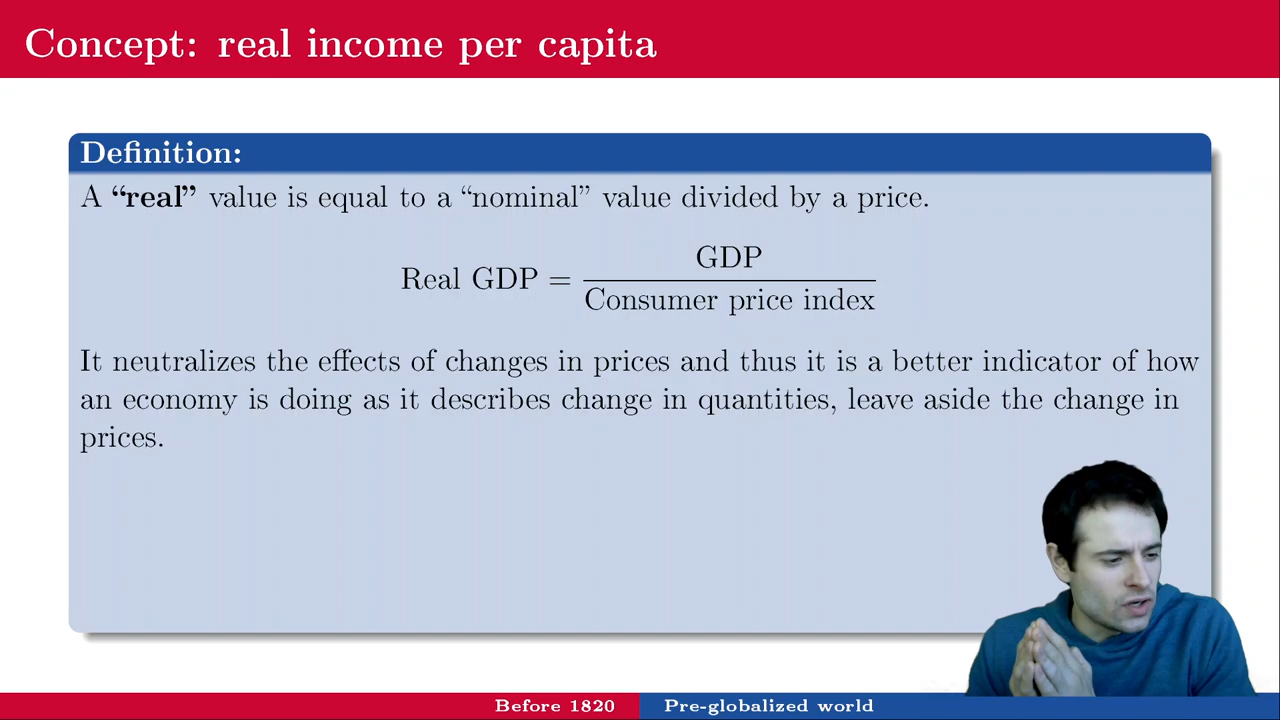 Concept: real income per capita
Definition:
A “real” value is equal to a “nominal” value divided by a price.
Real GDP = GDP / Consumer price index
It neutralizes the effects of changes in prices and thus it is a better indicator of how
an economy is doing as it describes change in quantities, leave aside the change in
prices.
Before 1820 Pre-globalized world